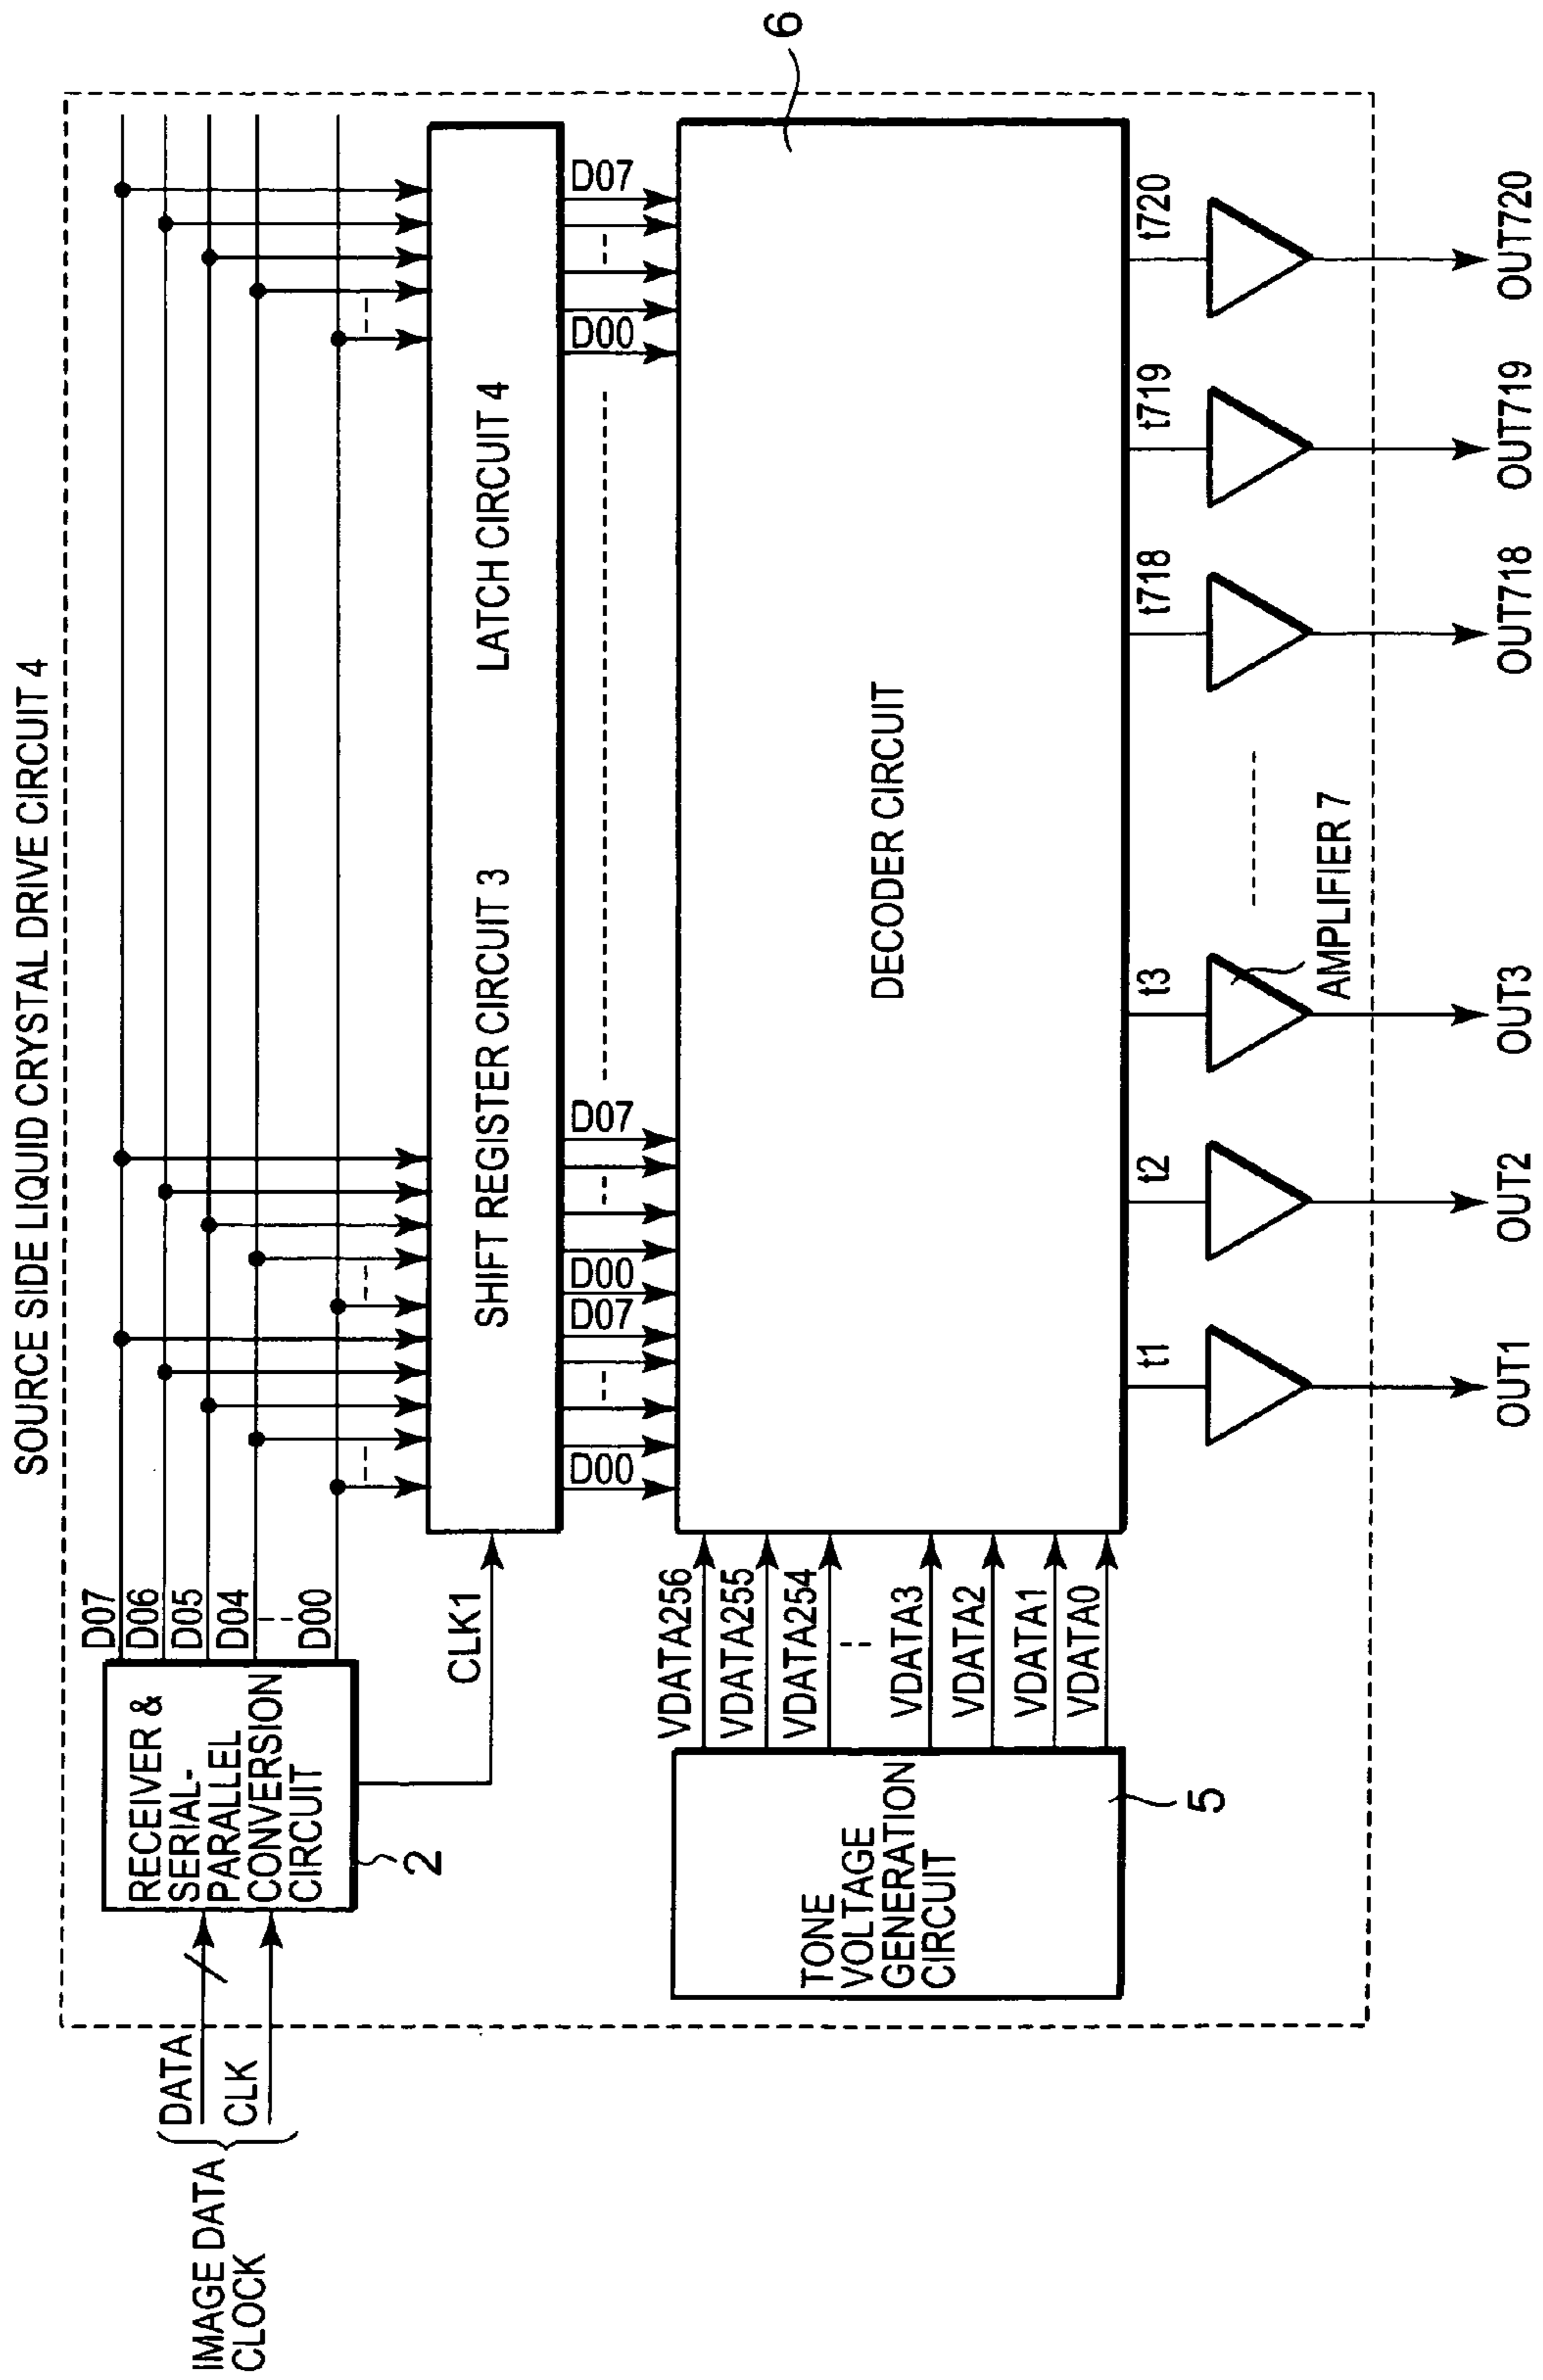 SOURCE SIDE LIQUID CRYSTAL DRIVE CIRCUIT 4
IMAGE DATA
CLOCK
DATA
CLK
RECEIVER &
SERIAL-
PARALLEL
CONVERSION
CIRCUIT
2
D07
D06
D05
D04
D00
CLK1
SHIFT REGISTER CIRCUIT 3
LATCH CIRCUIT 4
D00
D07
D00
D07
D00
D07
TONE
VOLTAGE
GENERATION
CIRCUIT
5
VDATA256
VDATA255
VDATA254
VDATA3
VDATA2
VDATA1
VDATA0
DECODER CIRCUIT
6
t1
t2
t3
t718
t719
t720
AMPLIFIER 7
OUT1
OUT2
OUT3
OUT718
OUT719
OUT720